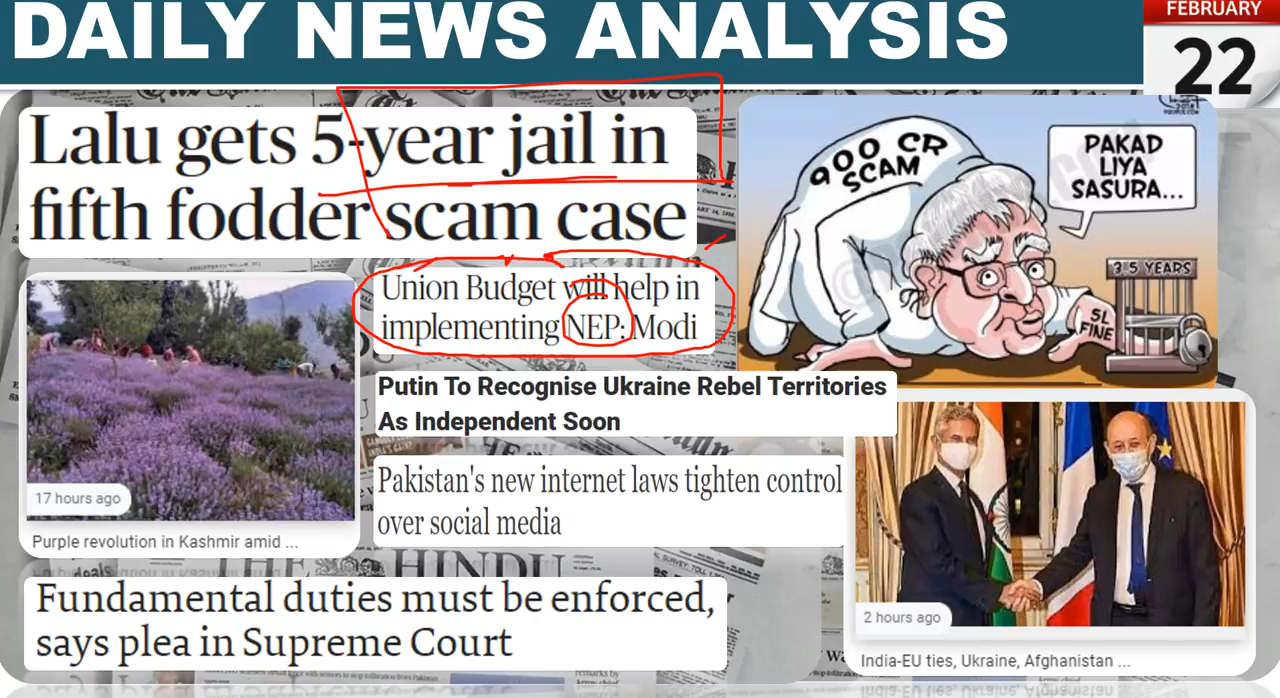 DAILY NEWS ANALYSIS
FEBRUARY
22
Lalu gets 5-year jail in
fifth fodder scam case
900 CR
SCAM
PAKAD
LIYA
SASURA...
3.5 YEARS
5L
FINE
Union Budget will help in
implementing NEP: Modi
Putin To Recognise Ukraine Rebel Territories
As Independent Soon
17 hours ago
Purple revolution in Kashmir amid ...
Pakistan's new internet laws tighten control
over social media
HINDU
Fundamental duties must be enforced,
says plea in Supreme Court
2 hours ago
India-EU ties, Ukraine, Afghanistan ...